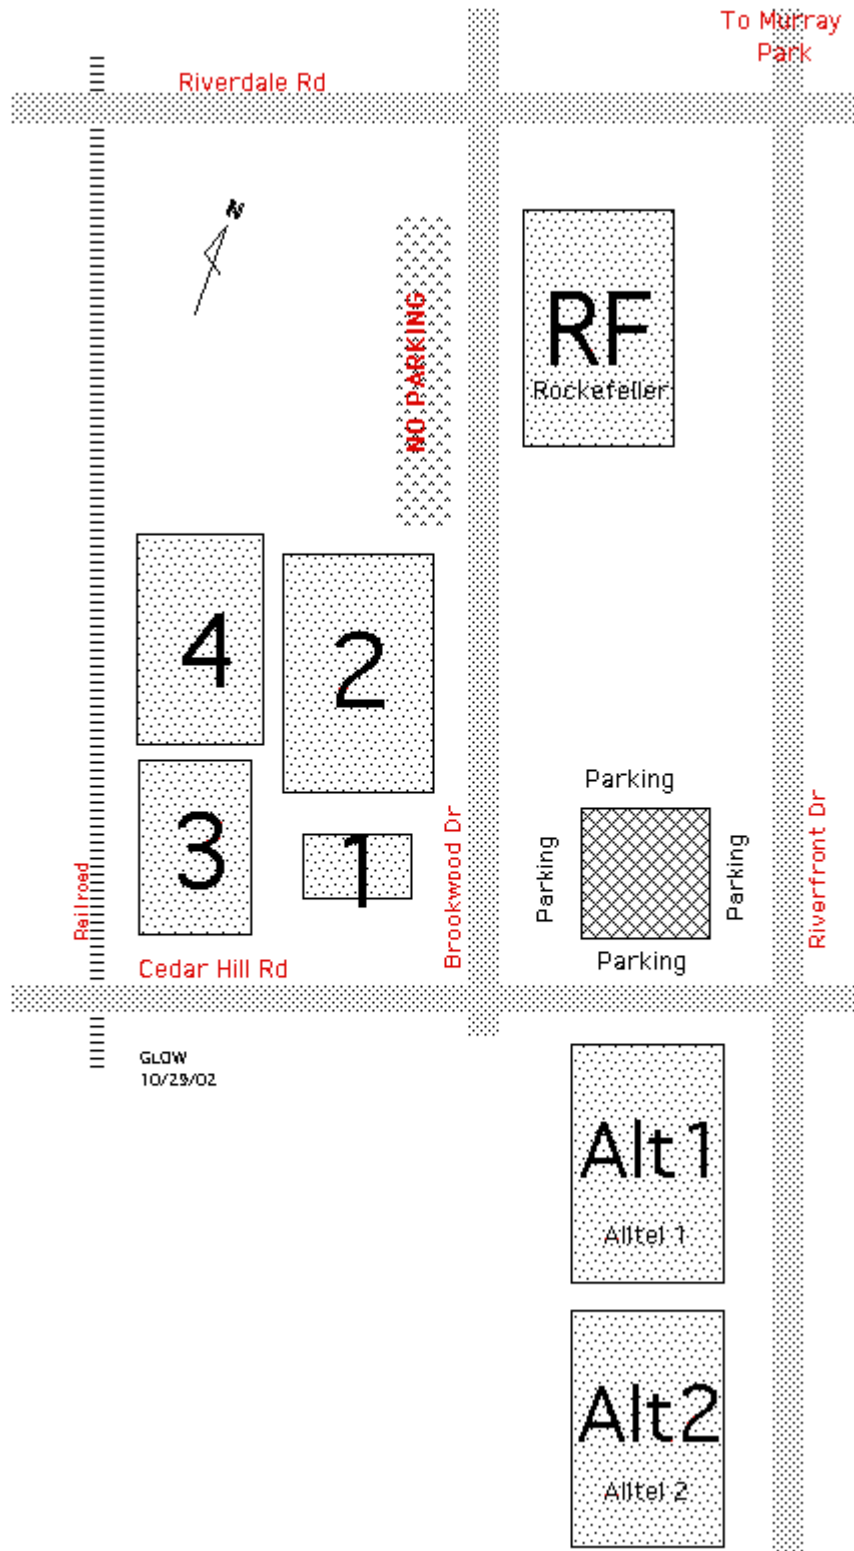 To Murray
Park
Riverdale Rd
N
NO PARKING
RF
Rockefeller
4
2
Parking
3
1
Brookwood Dr
Parking
Parking
Riverfront Dr
Railroad
Parking
Cedar Hill Rd
GLOW
10/29/02
Alt1
Alltel 1
Alt2
Alltel 2